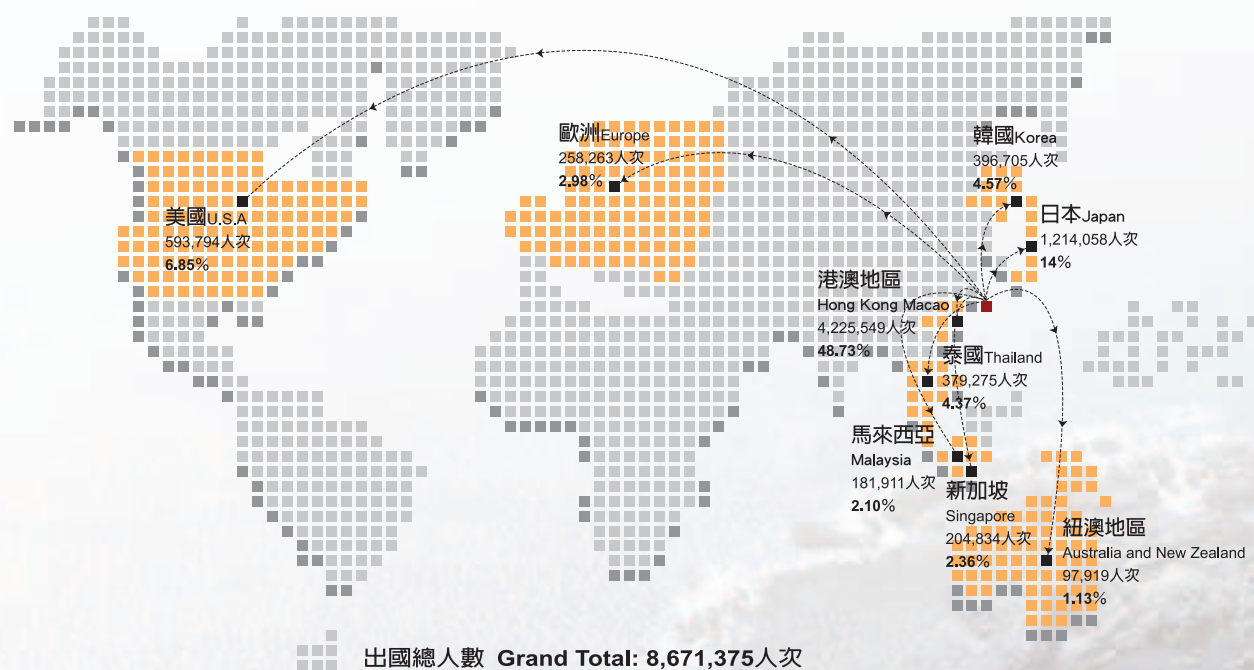 歐洲Europe
258,263人次
2.98%
韓國Korea
396,705人次
4.57%
美國U.S.A
593,794人次
6.85%
日本Japan
1,214,058人次
14%
港澳地區
Hong Kong Macao
4,225,549人次
48.73%
泰國Thailand
379,275人次
4.37%
馬來西亞
Malaysia
181,911人次
2.10%
新加坡
Singapore
204,834人次
2.36%
紐澳地區
Australia and New Zealand
97,919人次
1.13%
出國總人數 Grand Total: 8,671,375人次